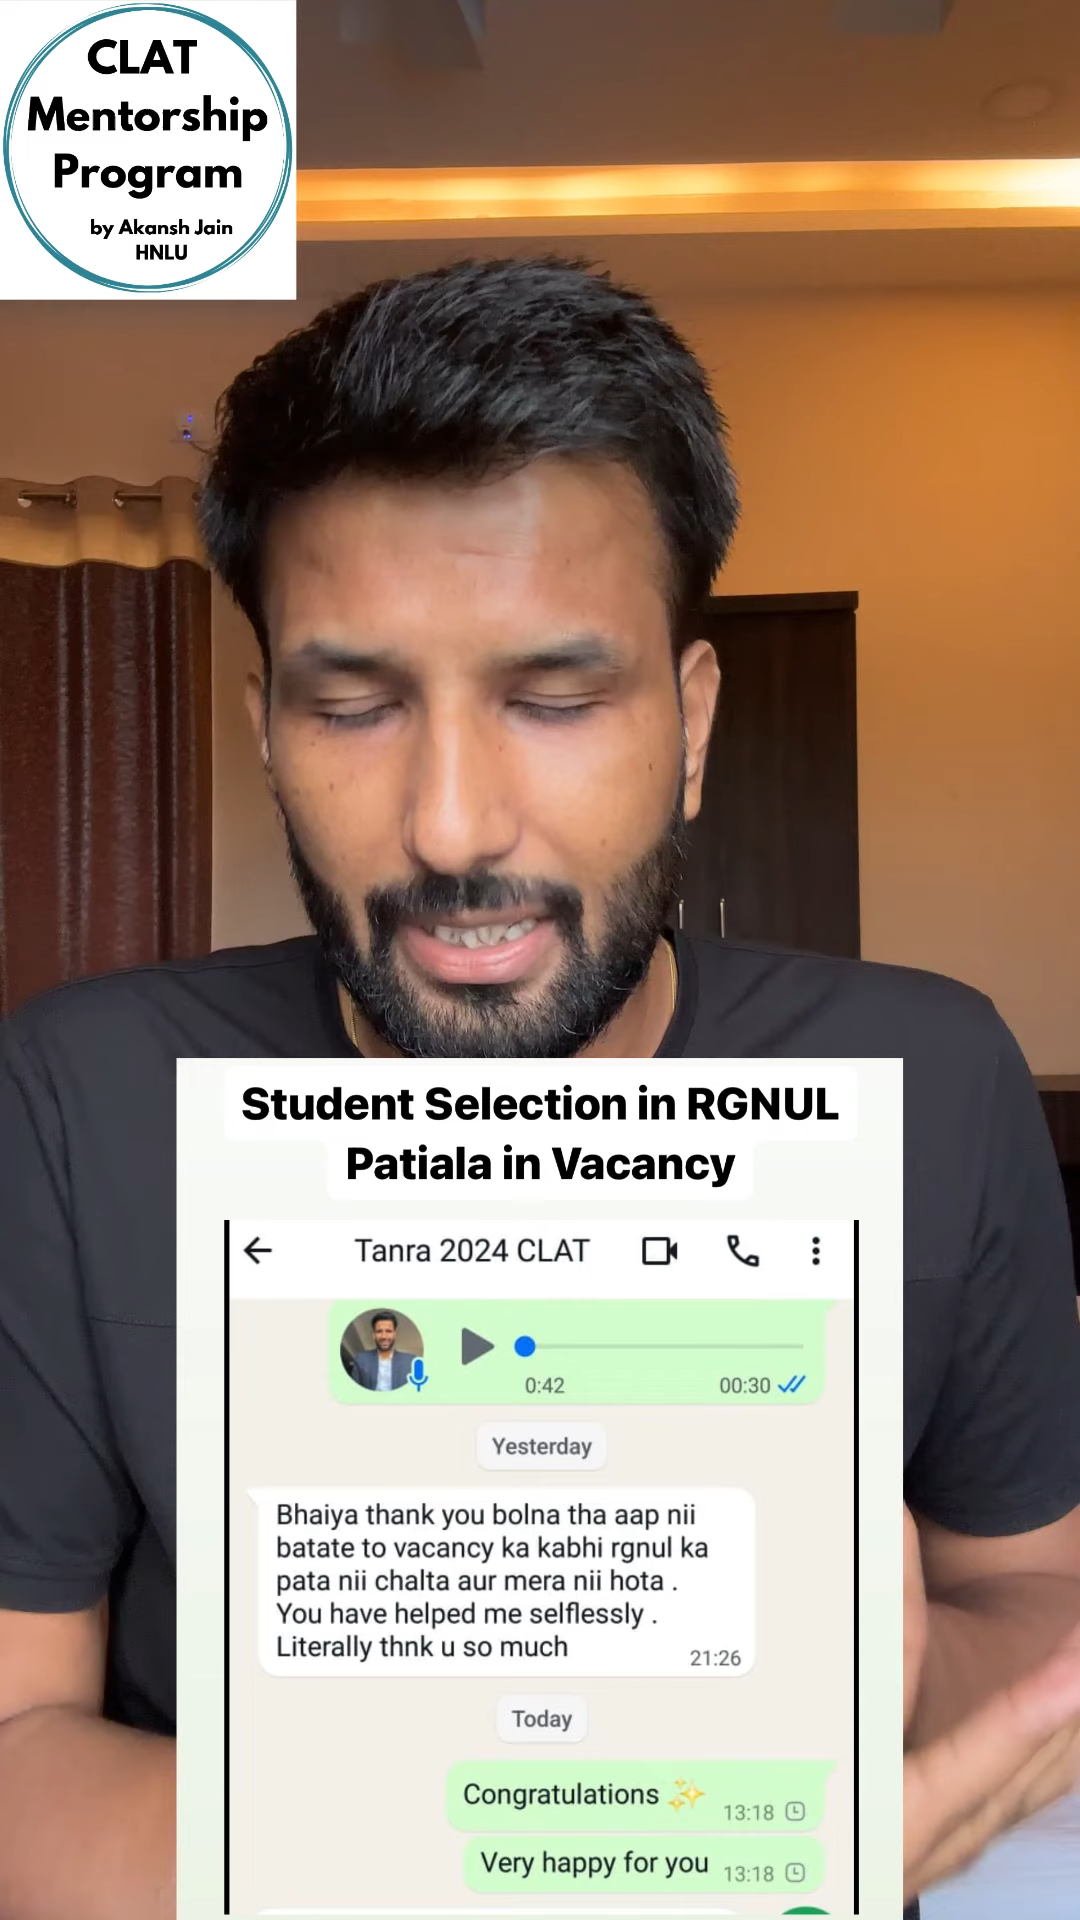 CLAT
Mentorship
Program
by Akansh Jain
HNLU
Student Selection in RGNUL
Patiala in Vacancy
Tanra 2024 CLAT
0:42 00:30
Yesterday
Bhaiya thank you bolna tha aap nii
batate to vacancy ka kabhi rgnul ka
pata nii chalta aur mera nii hota .
You have helped me selflessly .
Literally thnk u so much
21:26
Today
Congratulations ✨ 13:18
Very happy for you 13:18